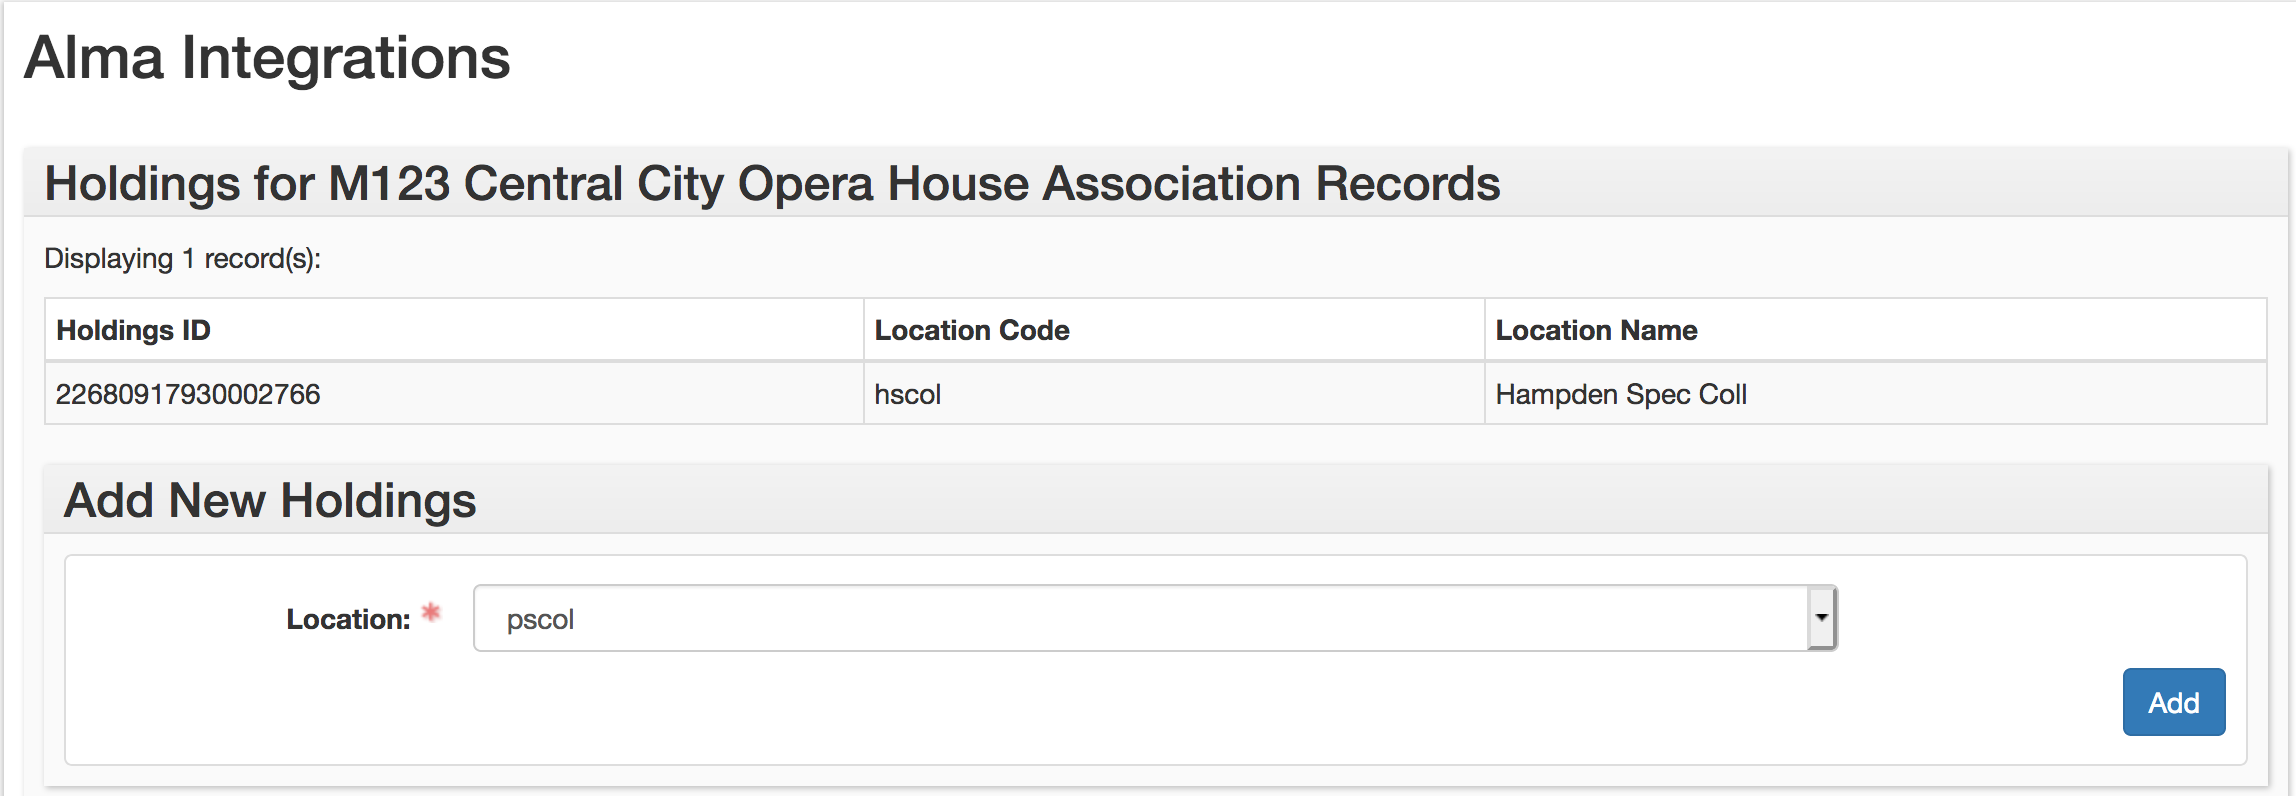 Alma Integrations
Holdings for M123 Central City Opera House Association Records
Displaying 1 record(s):
Holdings ID Location Code Location Name
22680917930002766 hscol Hampden Spec Coll
Add New Holdings
Location: * pscol
Add